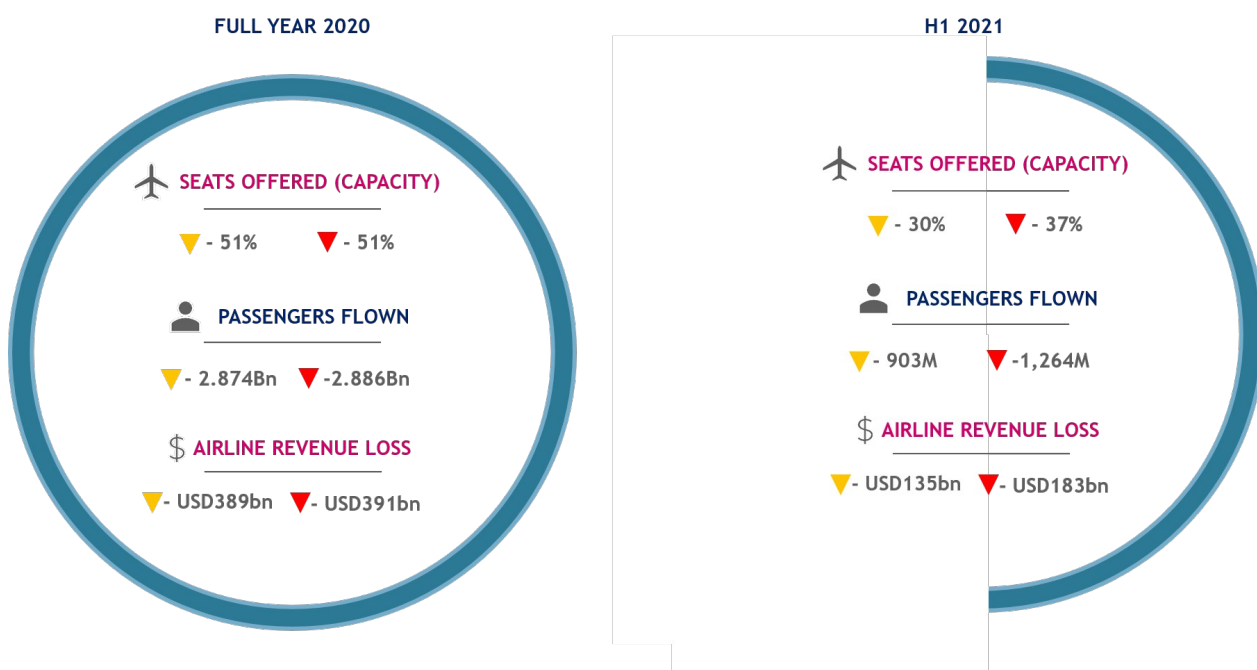 FULL YEAR 2020
SEATS OFFERED (CAPACITY)
- 51% - 51%
PASSENGERS FLOWN
- 2.874Bn -2.886Bn
$ AIRLINE REVENUE LOSS
- USD389bn - USD391bn
H1 2021
SEATS OFFERED (CAPACITY)
- 30% - 37%
PASSENGERS FLOWN
- 903M -1,264M
$ AIRLINE REVENUE LOSS
- USD135bn - USD183bn